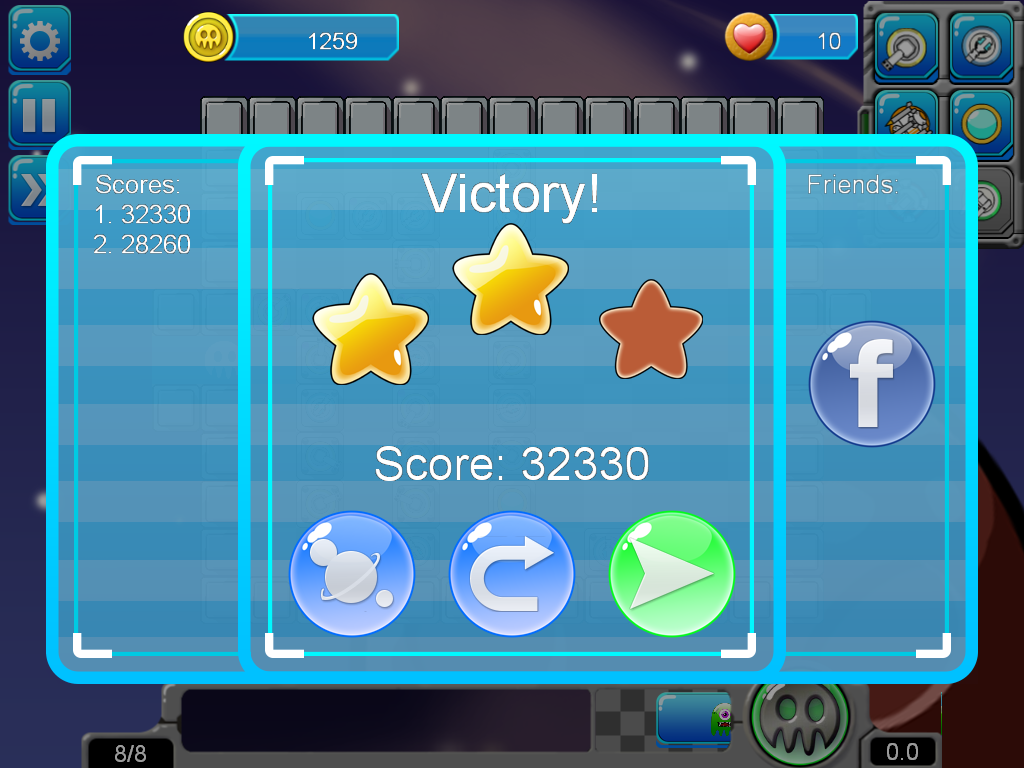 1259
10
Scores:
1. 32330
2. 28260
Victory!
Friends:
f
Score: 32330
8/8
0.0